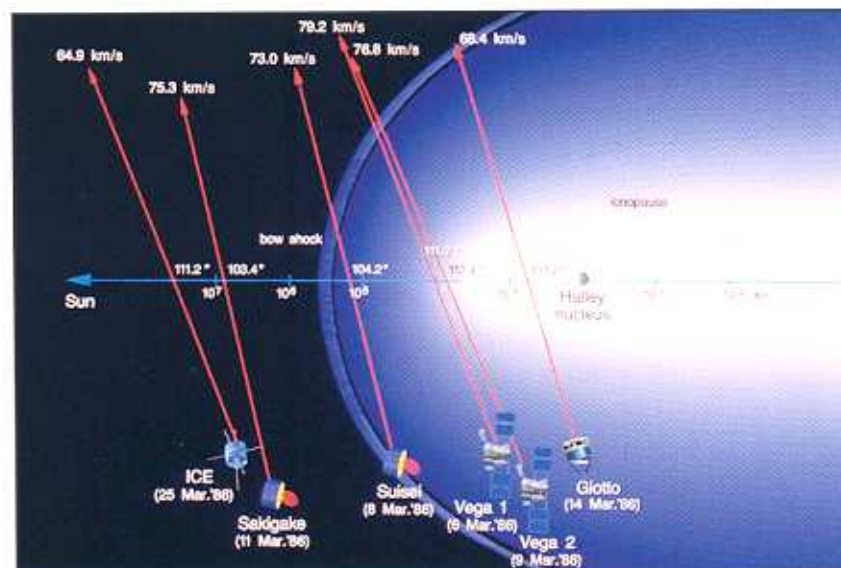 79.2 km/s
76.8 km/s
68.4 km/s
64.9 km/s
73.0 km/s
75.3 km/s
ionopause
bow shock
111.2°
103.4°
104.2°
Sun
10⁷
10⁶
10⁵
Halley
nucleus
ICE
(25 Mar.'86)
Sakigake
(11 Mar.'86)
Suisei
(8 Mar.'86)
Vega 1
(6 Mar.'86)
Vega 2
(9 Mar.'86)
Giotto
(14 Mar.'86)